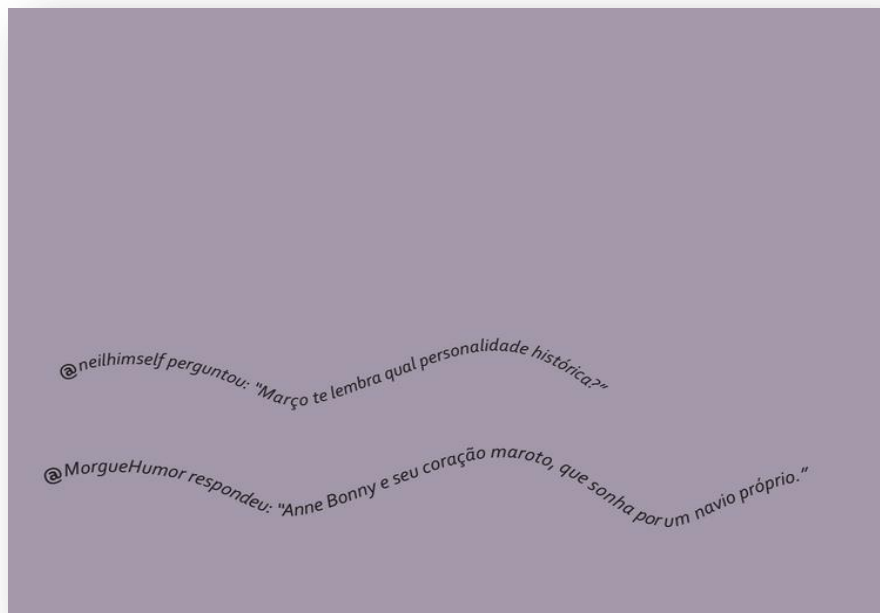 @neilhimself perguntou: "Março te lembra qual personalidade histórica?"
@MorgueHumor respondeu: "Anne Bonny e seu coração maroto, que sonha por um navio próprio."